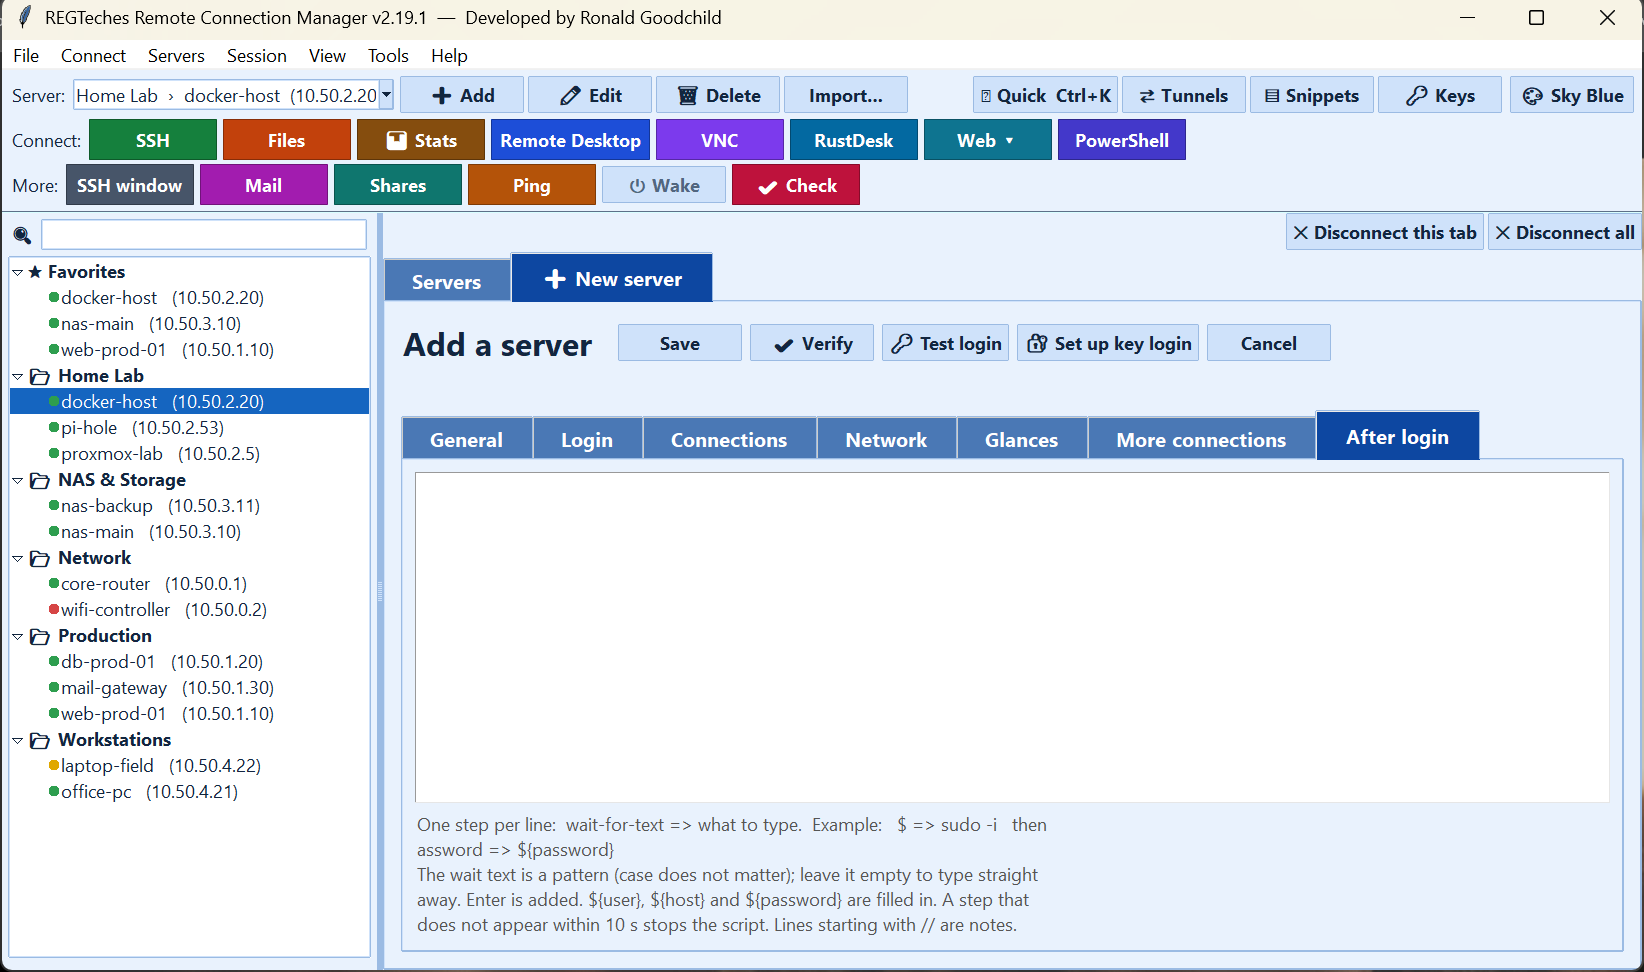 REGTeches Remote Connection Manager v2.19.1 — Developed by Ronald Goodchild
File Connect Servers Session View Tools Help
Server: Home Lab › docker-host (10.50.2.20 Add Edit Delete Import... Quick Ctrl+K Tunnels Snippets Keys Sky Blue
Connect: SSH Files Stats Remote Desktop VNC RustDesk Web PowerShell
More: SSH window Mail Shares Ping Wake Check
Disconnect this tab Disconnect all
Favorites
docker-host (10.50.2.20)
nas-main (10.50.3.10)
web-prod-01 (10.50.1.10)
Home Lab
docker-host (10.50.2.20)
pi-hole (10.50.2.53)
proxmox-lab (10.50.2.5)
NAS & Storage
nas-backup (10.50.3.11)
nas-main (10.50.3.10)
Network
core-router (10.50.0.1)
wifi-controller (10.50.0.2)
Production
db-prod-01 (10.50.1.20)
mail-gateway (10.50.1.30)
web-prod-01 (10.50.1.10)
Workstations
laptop-field (10.50.4.22)
office-pc (10.50.4.21)
Servers New server
Add a server Save Verify Test login Set up key login Cancel
General Login Connections Network Glances More connections After login
One step per line: wait-for-text => what to type. Example: $ => sudo -i then
assword => ${password}
The wait text is a pattern (case does not matter); leave it empty to type straight
away. Enter is added. ${user}, ${host} and ${password} are filled in. A step that
does not appear within 10 s stops the script. Lines starting with // are notes.